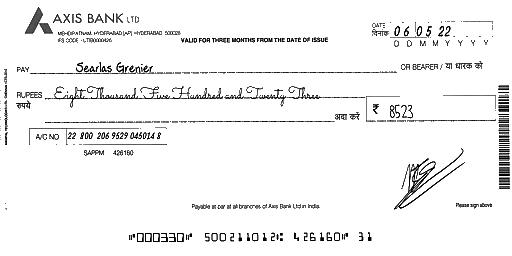 AXIS BANK LTD
MEHDIPATNAM, HYDERABAD [AP] HYDERABAD 500028
IFS CODE : UTIB0000426
VALID FOR THREE MONTHS FROM THE DATE OF ISSUE
DATE
दिनांक 06 05 22
D D M M Y Y Y Y
PAY Searlas Grenier OR BEARER / या धारक को
RUPEES Eight Thousand Five Hundred and Twenty Three
रुपये अदा करें ₹ 8523
A/C NO 22 800 206 9529 045014 8
SAPPM 426160
Payable at par at all branches of Axis Bank Ltd in India.
Please sign above
"000330" 500211012: 426160" 31